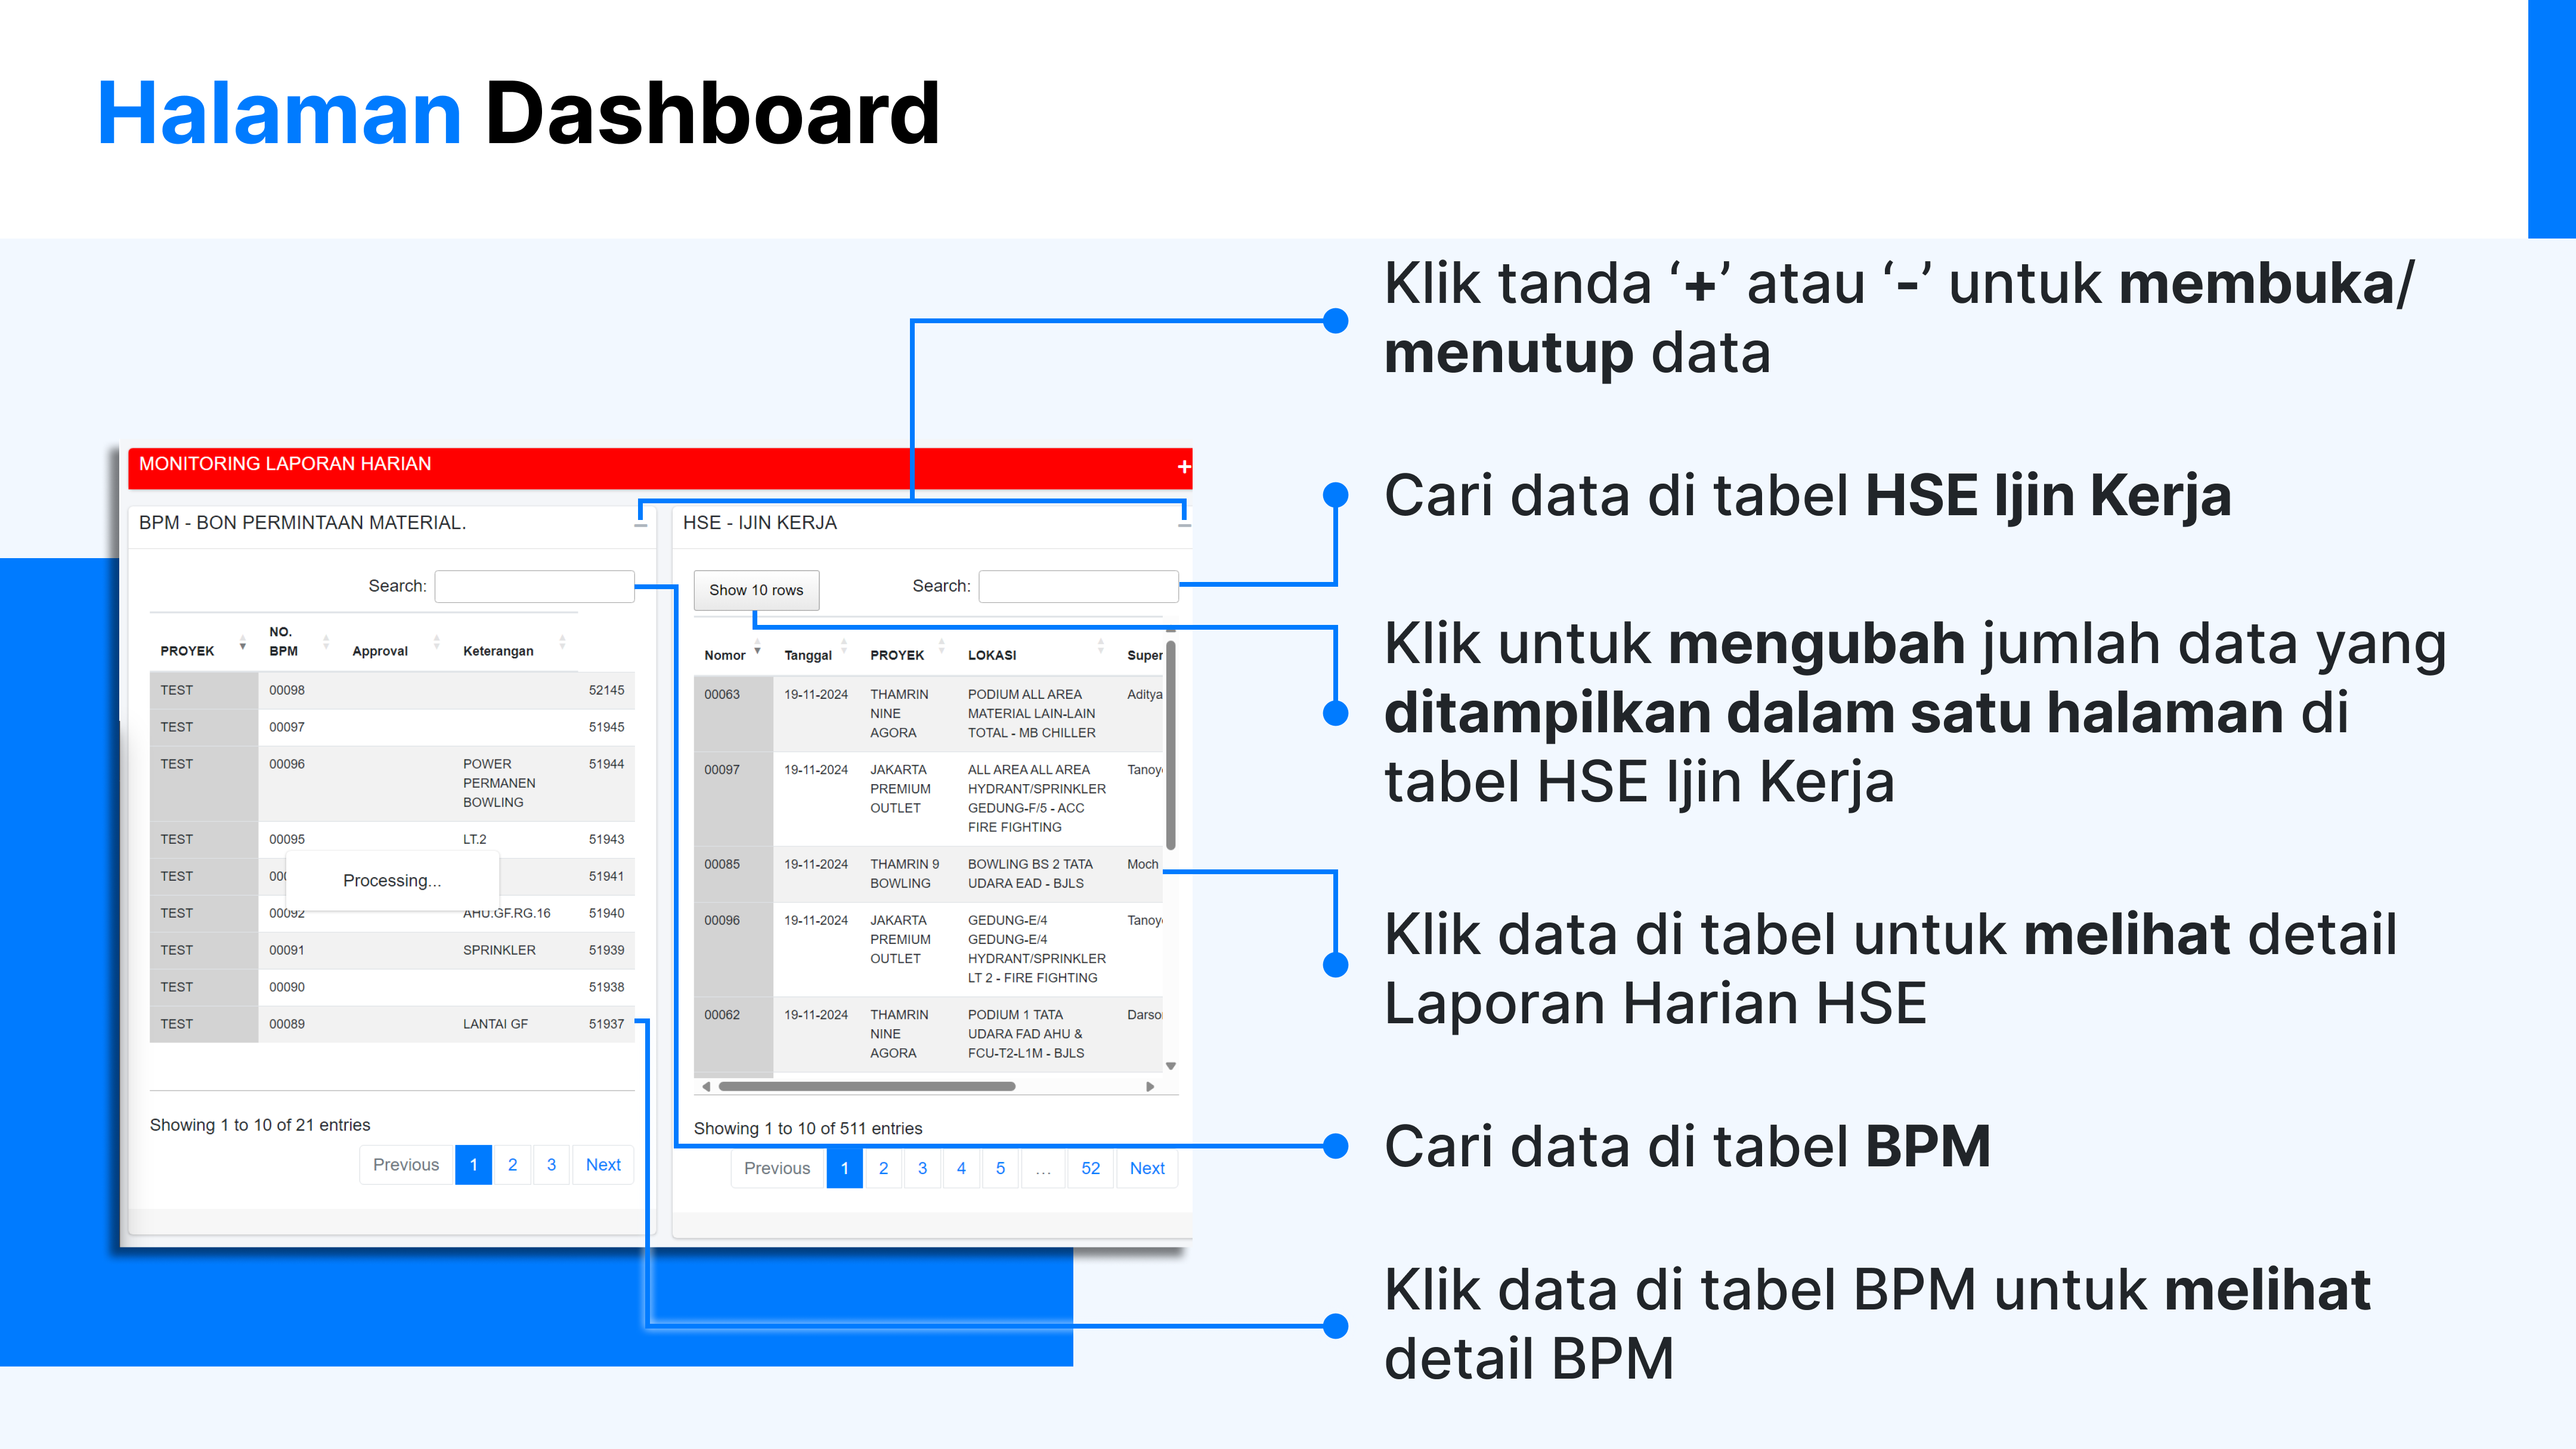 Halaman Dashboard
Klik tanda ‘+’ atau ‘-’ untuk membuka/
menutup data
Cari data di tabel HSE Ijin Kerja
Klik untuk mengubah jumlah data yang
ditampilkan dalam satu halaman di
tabel HSE Ijin Kerja
Klik data di tabel untuk melihat detail
Laporan Harian HSE
Cari data di tabel BPM
Klik data di tabel BPM untuk melihat
detail BPM
MONITORING LAPORAN HARIAN +
BPM - BON PERMINTAAN MATERIAL.
Search:
NO.
PROYEK BPM Approval Keterangan
TEST 00098 52145
TEST 00097 51945
TEST 00096 POWER 51944
PERMANEN
BOWLING
TEST 00095 LT.2 51943
TEST 51941
Processing...
TEST 00092 AHU.GF.RG.16 51940
TEST 00091 SPRINKLER 51939
TEST 00090 51938
TEST 00089 LANTAI GF 51937
Showing 1 to 10 of 21 entries
Previous 1 2 3 Next
HSE - IJIN KERJA
Show 10 rows Search:
Nomor Tanggal PROYEK LOKASI Super
00063 19-11-2024 THAMRIN PODIUM ALL AREA Aditya
NINE MATERIAL LAIN-LAIN
AGORA TOTAL - MB CHILLER
00097 19-11-2024 JAKARTA ALL AREA ALL AREA Tanoy
PREMIUM HYDRANT/SPRINKLER
OUTLET GEDUNG-F/5 - ACC
FIRE FIGHTING
00085 19-11-2024 THAMRIN 9 BOWLING BS 2 TATA Moch
BOWLING UDARA EAD - BJLS
00096 19-11-2024 JAKARTA GEDUNG-E/4 Tanoy
PREMIUM GEDUNG-E/4
OUTLET HYDRANT/SPRINKLER
LT 2 - FIRE FIGHTING
00062 19-11-2024 THAMRIN PODIUM 1 TATA Darso
NINE UDARA FAD AHU &
AGORA FCU-T2-L1M - BJLS
Showing 1 to 10 of 511 entries
Previous 1 2 3 4 5 ... 52 Next